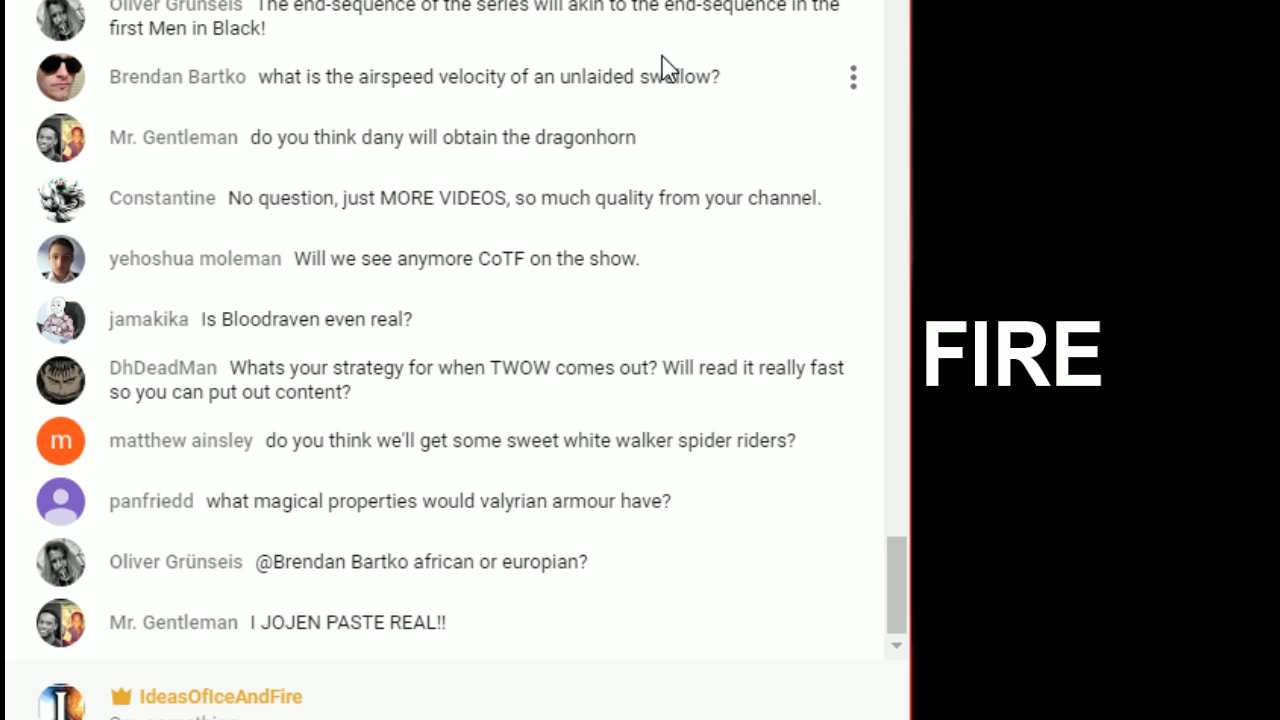 Oliver Grünseis The end-sequence of the series will akin to the end-sequence in the
first Men in Black!
Brendan Bartko what is the airspeed velocity of an unlaided swallow?
Mr. Gentleman do you think dany will obtain the dragonhorn
Constantine No question, just MORE VIDEOS, so much quality from your channel.
yehoshua moleman Will we see anymore CoTF on the show.
jamakika Is Bloodraven even real?
DhDeadMan Whats your strategy for when TWOW comes out? Will read it really fast
so you can put out content?
m matthew ainsley do you think we'll get some sweet white walker spider riders?
panfriedd what magical properties would valyrian armour have?
Oliver Grünseis @Brendan Bartko african or europian?
Mr. Gentleman I JOJEN PASTE REAL!!
I IdeasOfIceAndFire
Say something
FIRE